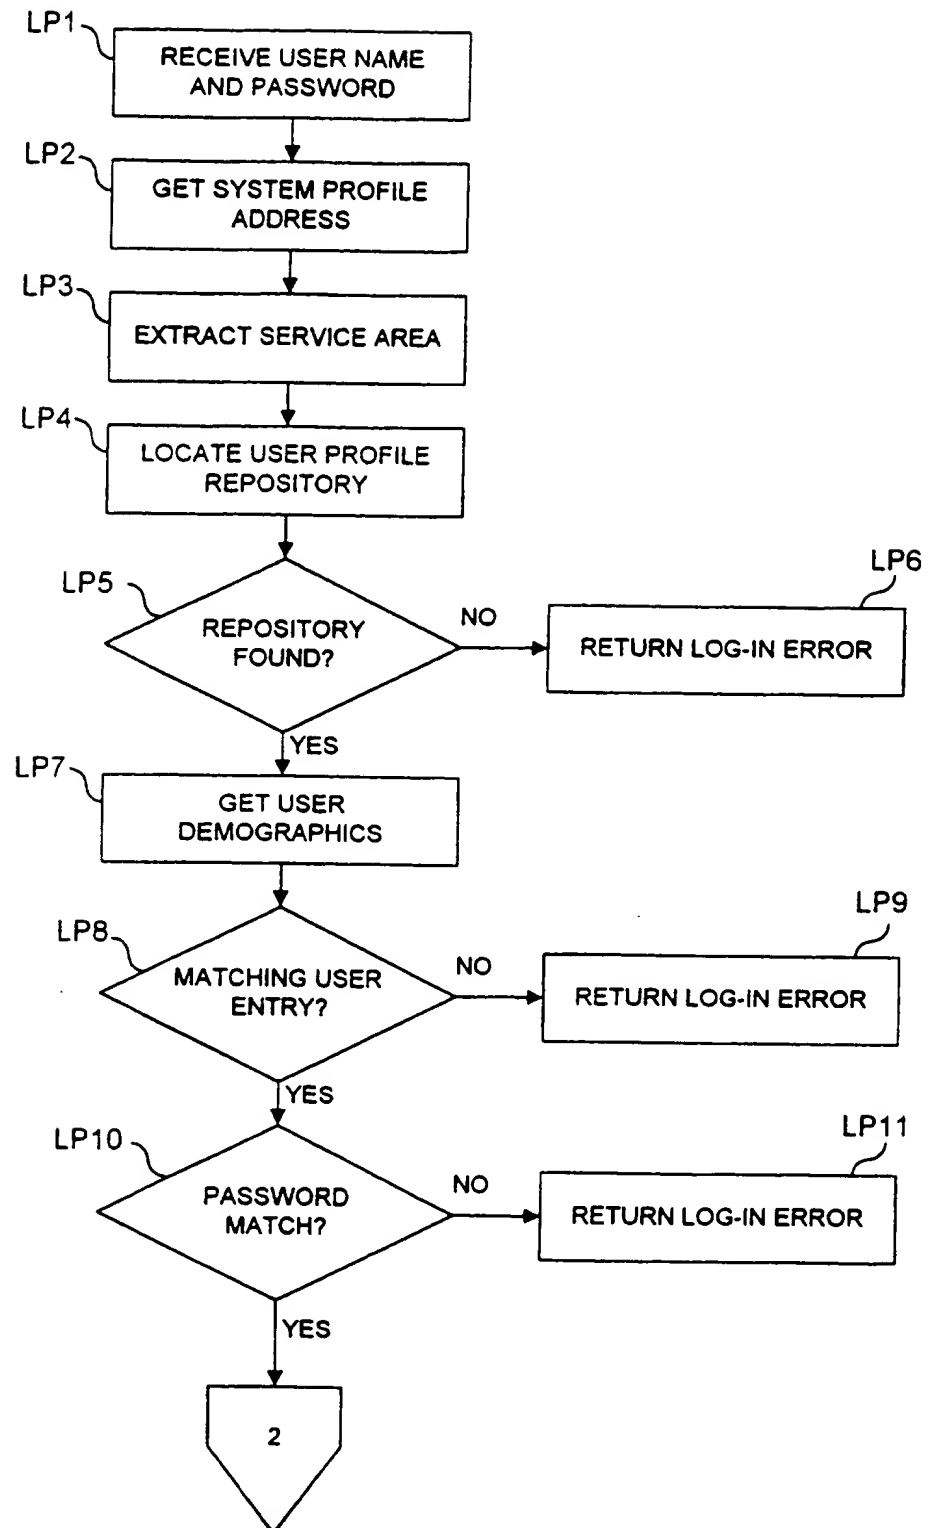 LP1
RECEIVE USER NAME
AND PASSWORD
LP2
GET SYSTEM PROFILE
ADDRESS
LP3
EXTRACT SERVICE AREA
LP4
LOCATE USER PROFILE
REPOSITORY
LP5
REPOSITORY
FOUND?
NO
LP6
RETURN LOG-IN ERROR
YES
LP7
GET USER
DEMOGRAPHICS
LP8
MATCHING USER
ENTRY?
NO
LP9
RETURN LOG-IN ERROR
YES
LP10
PASSWORD
MATCH?
NO
LP11
RETURN LOG-IN ERROR
YES
2